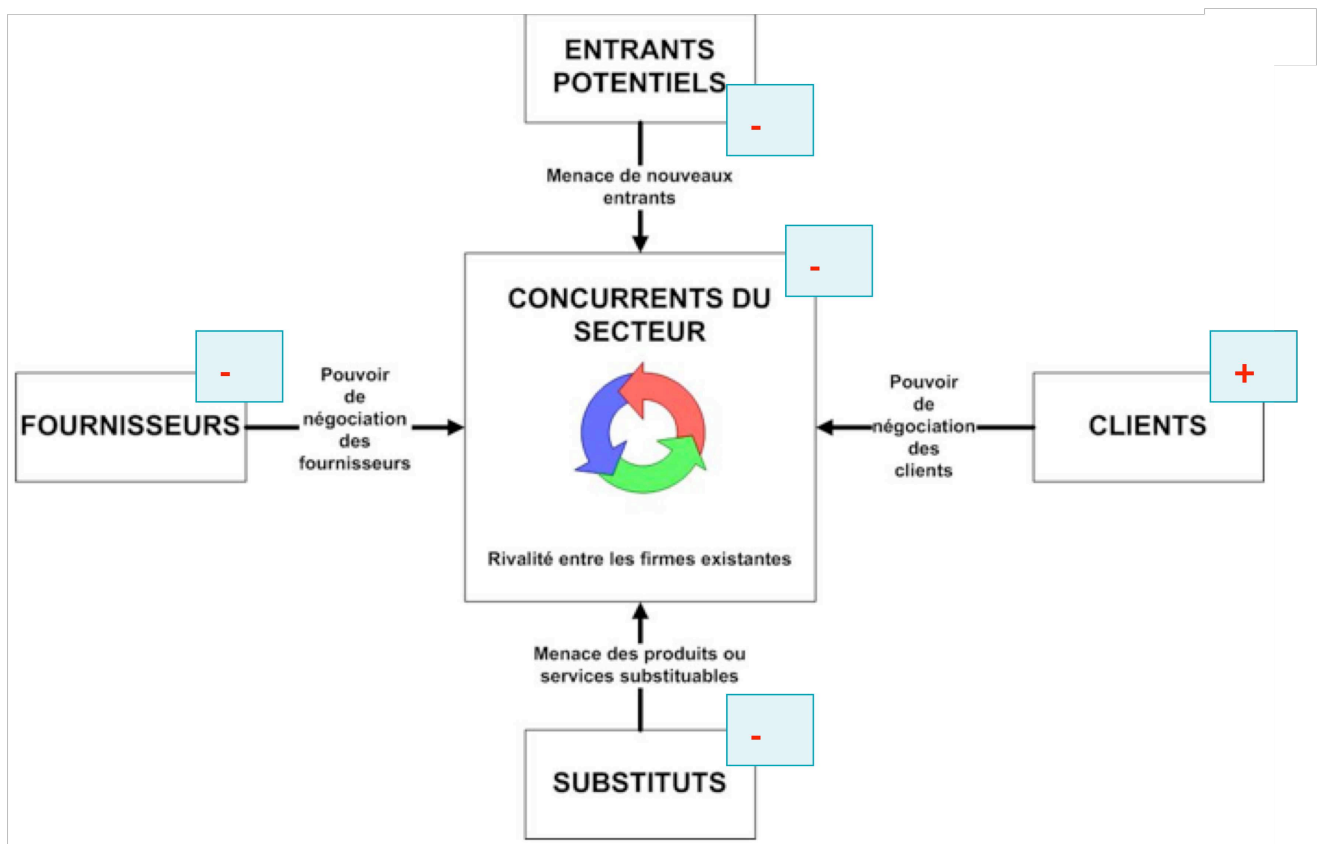 ENTRANTS
POTENTIELS
-
Menace de nouveaux
entrants
-
CONCURRENTS DU
SECTEUR
-
FOURNISSEURS
Pouvoir
de
négociation
des
fournisseurs
Pouvoir
de
négociation
des
clients
+
CLIENTS
Rivalité entre les firmes existantes
Menace des produits ou
services substituables
-
SUBSTITUTS